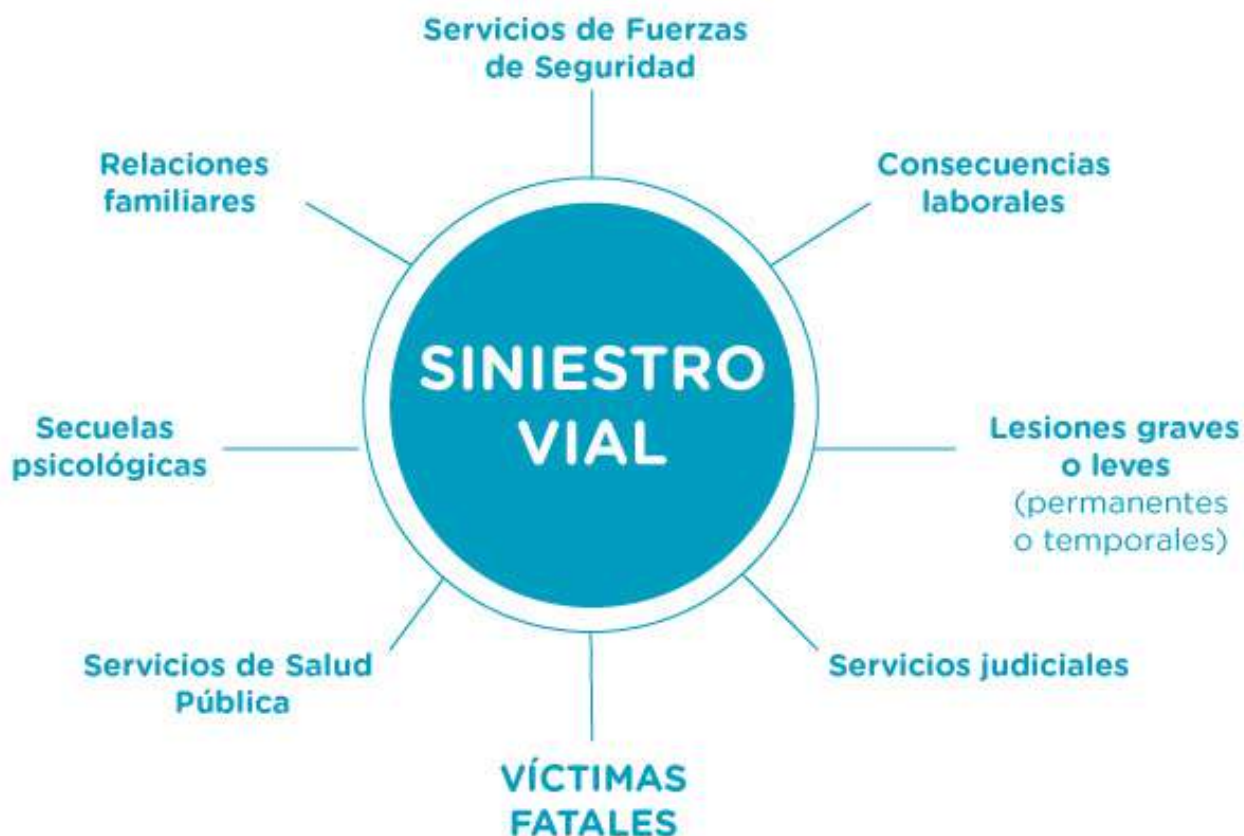 Servicios de Fuerzas
de Seguridad
Relaciones
familiares
Consecuencias
laborales
SINIESTRO
VIAL
Secuelas
psicológicas
Lesiones graves
o leves
(permanentes
o temporales)
Servicios de Salud
Pública
Servicios judiciales
VÍCTIMAS
FATALES